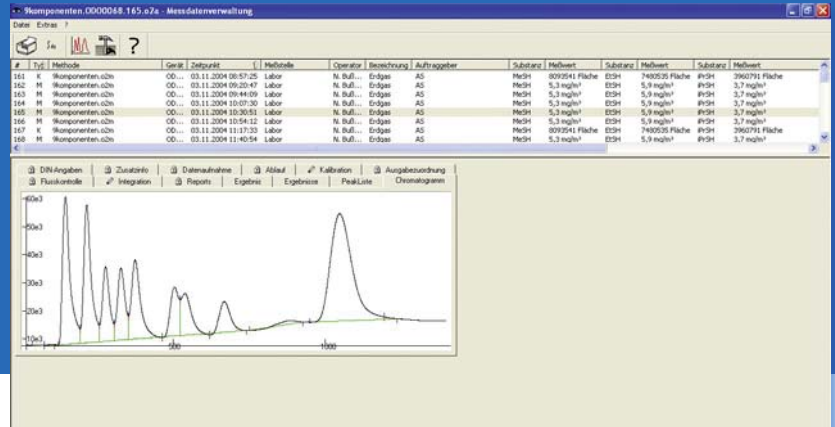 9komponenten.0000068.165.o2a - Messdatenverwaltung
Datei Extras ?
?
# Typ Methode Gerät Zeitpunkt Meßstelle Operator Bezeichnung Auftraggeber Substanz Meßwert Substanz Meßwert Substanz Meßwert
161 K 9komponenten.o2m OD... 03.11.2004 08:57:25 Labor N. Buß... Erdgas AS MeSH 8093541 Fläche EtSH 7480535 Fläche iPrSH 3960791 Fläche
162 M 9komponenten.o2m OD... 03.11.2004 09:20:47 Labor N. Buß... Erdgas AS MeSH 5,3 mg/m³ EtSH 5,9 mg/m³ iPrSH 3,7 mg/m³
163 M 9komponenten.o2m OD... 03.11.2004 09:44:09 Labor N. Buß... Erdgas AS MeSH 5,3 mg/m³ EtSH 5,9 mg/m³ iPrSH 3,7 mg/m³
164 M 9komponenten.o2m OD... 03.11.2004 10:07:30 Labor N. Buß... Erdgas AS MeSH 5,3 mg/m³ EtSH 5,9 mg/m³ iPrSH 3,7 mg/m³
165 M 9komponenten.o2m OD... 03.11.2004 10:30:51 Labor N. Buß... Erdgas AS MeSH 5,3 mg/m³ EtSH 5,9 mg/m³ iPrSH 3,7 mg/m³
166 M 9komponenten.o2m OD... 03.11.2004 10:54:12 Labor N. Buß... Erdgas AS MeSH 5,3 mg/m³ EtSH 5,9 mg/m³ iPrSH 3,7 mg/m³
167 K 9komponenten.o2m OD... 03.11.2004 11:17:33 Labor N. Buß... Erdgas AS MeSH 8093541 Fläche EtSH 7480535 Fläche iPrSH 3960791 Fläche
168 M 9komponenten.o2m OD... 03.11.2004 11:40:54 Labor N. Buß... Erdgas AS MeSH 5,3 mg/m³ EtSH 5,9 mg/m³ iPrSH 3,7 mg/m³
DIN-Angaben Zusatzinfo Datenaufnahme Ablauf Kalibration Ausgabezuordnung
Flusskontrolle Integration Reports Ergebnis Ergebnisse PeakListe Chromatogramm
60e3
50e3
40e3
30e3
20e3
10e3
500 1000